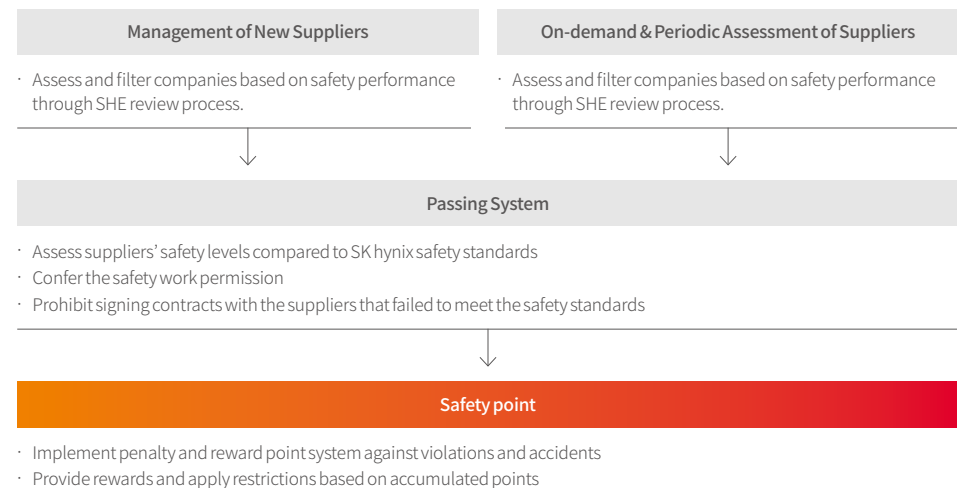 Management of New Suppliers
· Assess and filter companies based on safety performance
through SHE review process.
On-demand & Periodic Assessment of Suppliers
· Assess and filter companies based on safety performance
through SHE review process.
Passing System
· Assess suppliers' safety levels compared to SK hynix safety standards
· Confer the safety work permission
· Prohibit signing contracts with the suppliers that failed to meet the safety standards
Safety point
· Implement penalty and reward point system against violations and accidents
· Provide rewards and apply restrictions based on accumulated points